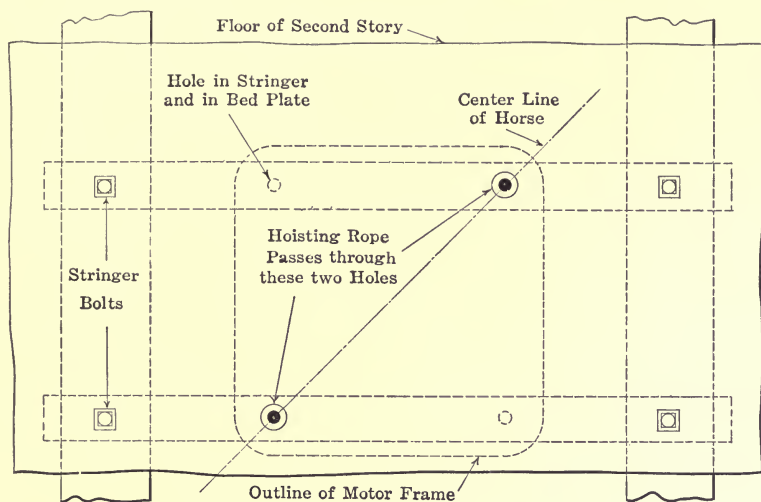 Floor of Second Story
Hole in Stringer
and in Bed Plate
Center Line
of Horse
Hoisting Rope
Passes through
these two Holes
Stringer
Bolts
Outline of Motor Frame